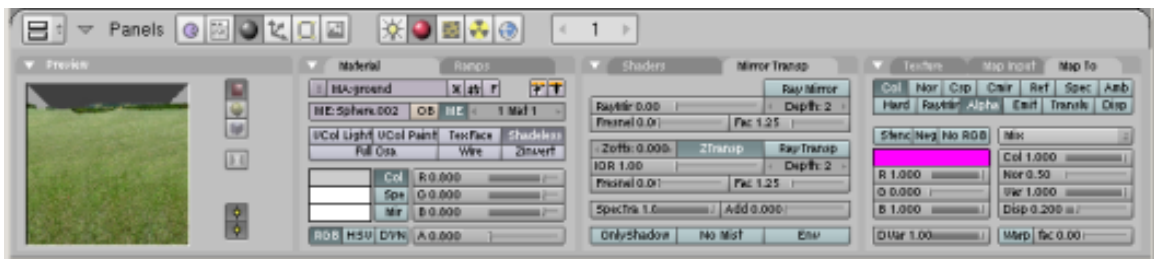 Panels 1
Preview
Material Ramps
MA:ground X F
ME:Sphere.002 OB ME 1 Mat 1
VCol Light VCol Paint TexFace Shadeless
Full Osa Wire ZInvert
Col R 0.800
Spe G 0.800
Mir B 0.800
RGB HSV DYN A 0.000
Shaders Mirror Transp
Ray Mirror
RayMir 0.00 Depth: 2
Fresnel 0.0 Fac 1.25
Zoffs: 0.000 ZTransp Ray Transp
IOR 1.00 Depth: 2
Fresnel 0.0 Fac 1.25
SpecTra 1.0 Add 0.000
OnlyShadow No Mist Env
Texture Map Input Map To
Col Nor Csp Cmir Ref Spec Amb
Hard RayMir Alpha Emit Translu Disp
Stenc Neg No RGB Mix
Col 1.000
R 1.000 Nor 0.50
G 0.000 Var 1.000
B 1.000 Disp 0.200
DVar 1.00 Warp fac 0.00